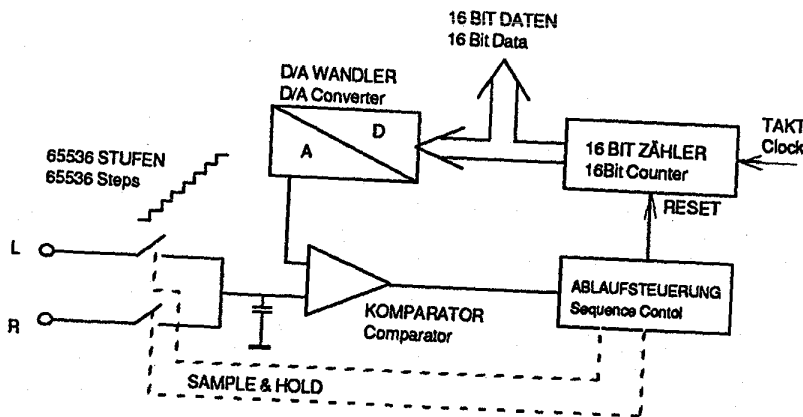 16 BIT DATEN
16 Bit Data
D/A WANDLER
D/A Converter
D
A
TAKT
Clock
16 BIT ZÄHLER
16Bit Counter
65536 STUFEN
65536 Steps
RESET
L
ABLAUFSTEUERUNG
Sequence Contol
KOMPARATOR
Comparator
R
SAMPLE & HOLD